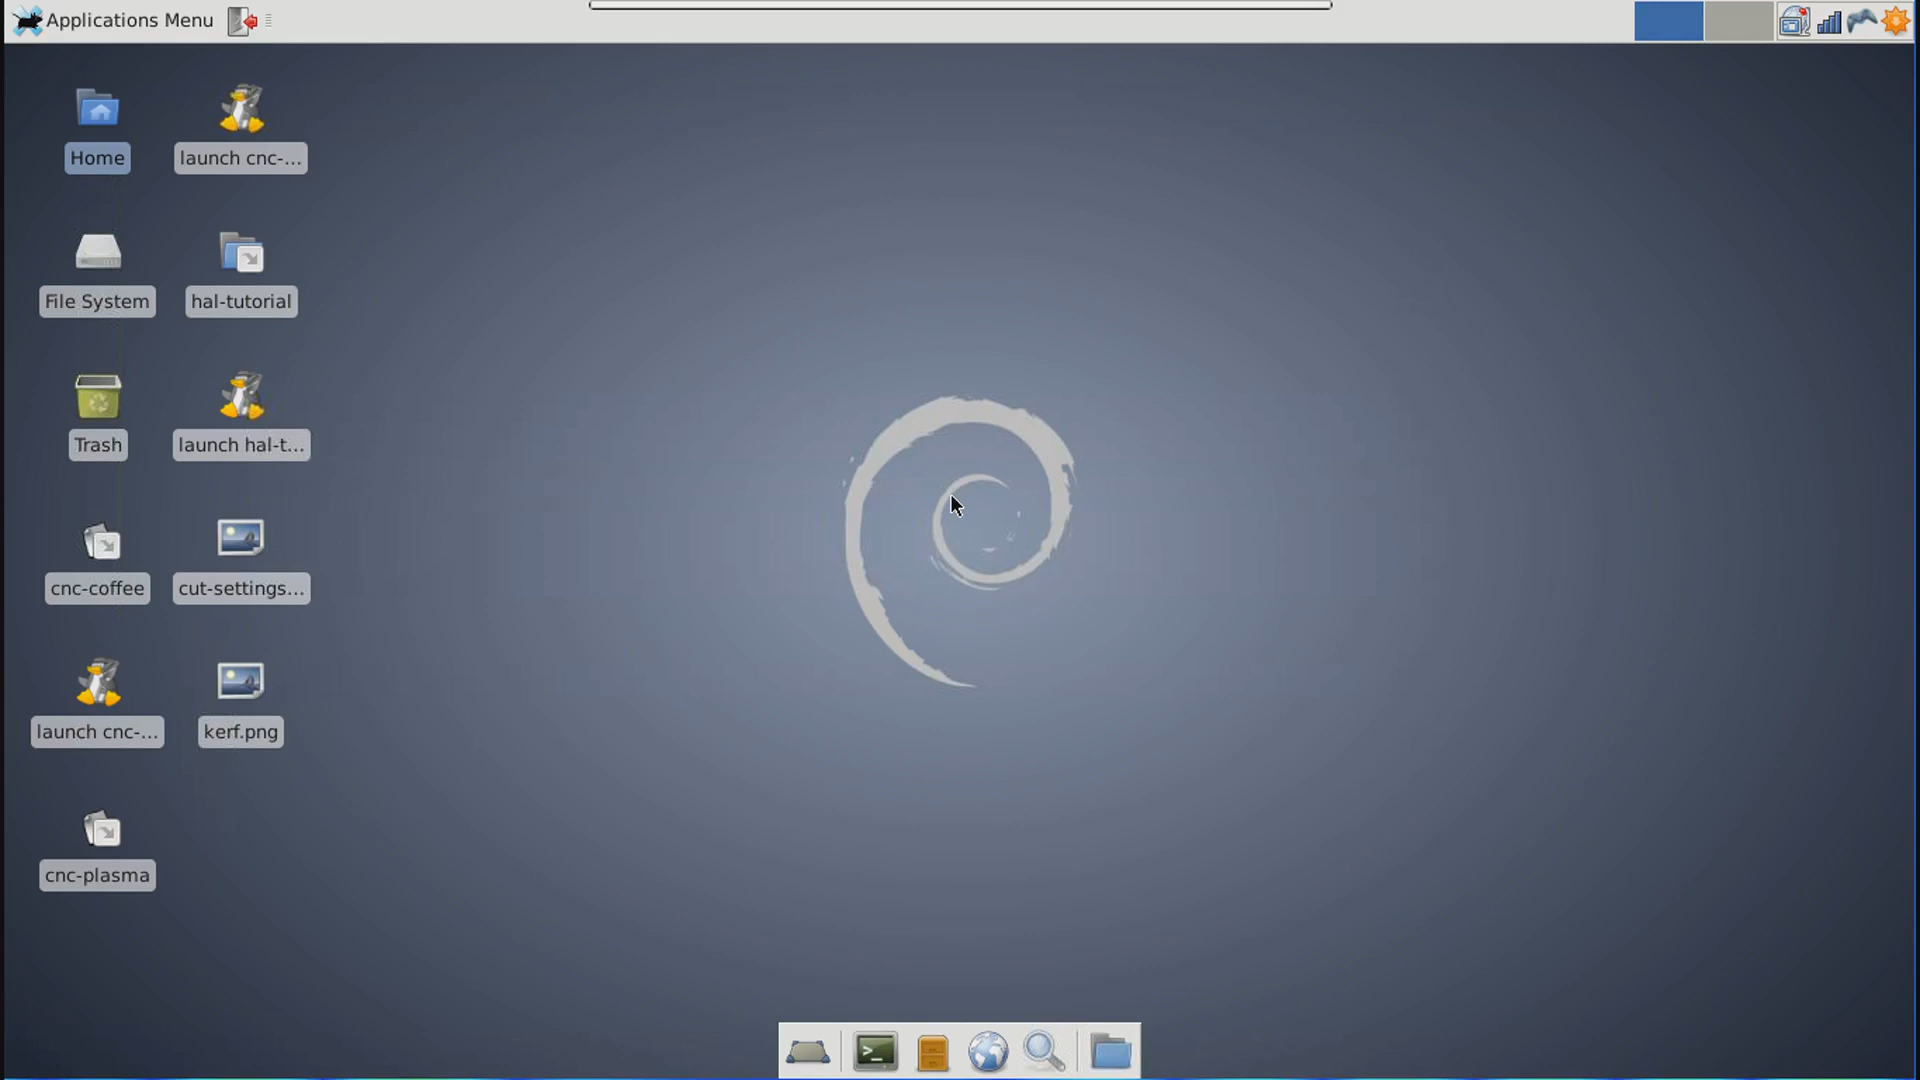 Applications Menu
Home
launch cnc-...
File System
hal-tutorial
Trash
launch hal-t...
cnc-coffee
cut-settings...
launch cnc-...
kerf.png
cnc-plasma